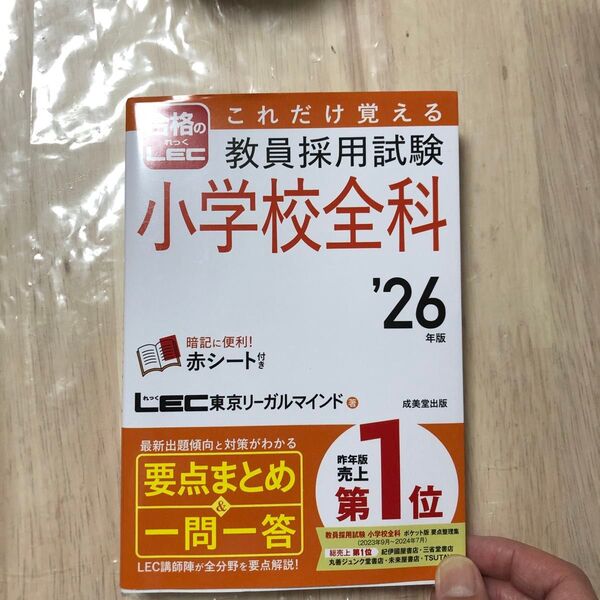 合格の
れっく
LEC
これだけ覚える
教員採用試験
小学校全科
'26
年版
暗記に便利!
赤シート付き
れっく
LEC東京リーガルマインド 著
成美堂出版
最新出題傾向と対策がわかる
要点まとめ
&
一問一答
LEC講師陣が全分野を要点解説!
昨年版
売上
第1位
教員採用試験 小学校全科 ポケット版 要点整理集
(2023年9月~2024年7月)
総売上 第1位 紀伊國屋書店・三省堂書店
丸善ジュンク堂書店・未来屋書店・TSUTAYA